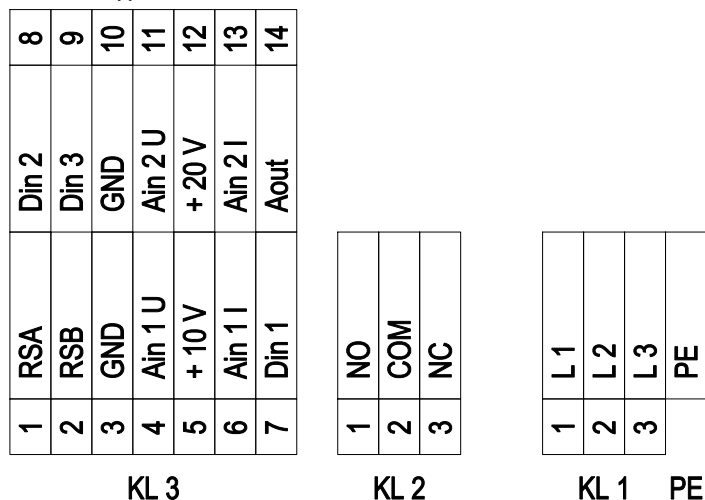 8 9 10 11 12 13 14
Din 2 Din 3 GND Ain 2 U + 20 V Ain 2 I Aout
RSA RSB GND Ain 1 U + 10 V Ain 1 I Din 1
1 2 3 4 5 6 7
KL 3
NO COM NC
1 2 3
KL 2
L 1 L 2 L 3 PE
1 2 3
KL 1 PE